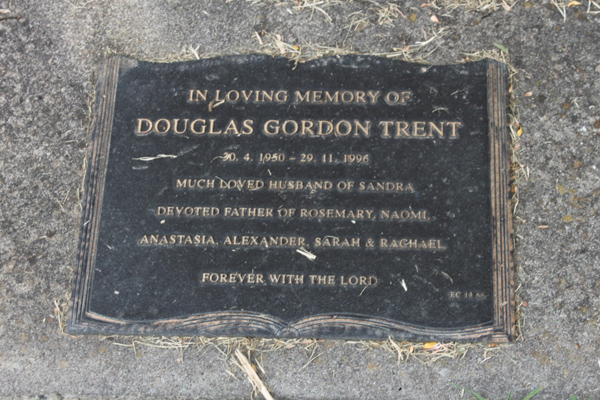 IN LOVING MEMORY OF
DOUGLAS GORDON TRENT
30. 4. 1950 - 29. 11. 1996
MUCH LOVED HUSBAND OF SANDRA
DEVOTED FATHER OF ROSEMARY, NAOMI,
ANASTASIA, ALEXANDER, SARAH & RACHAEL
FOREVER WITH THE LORD